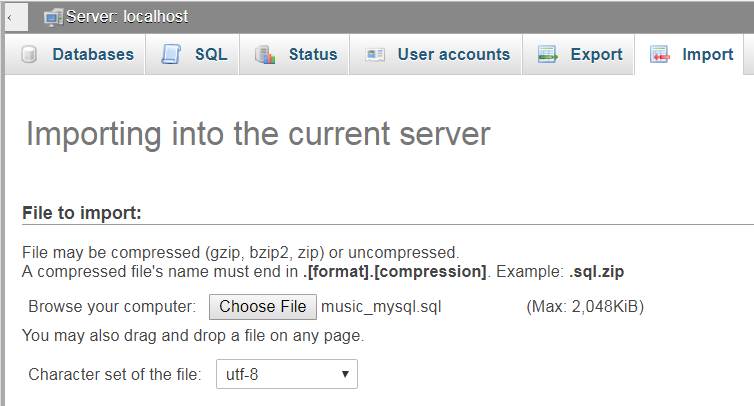 Server: localhost
Databases SQL Status User accounts Export Import
Importing into the current server
File to import:
File may be compressed (gzip, bzip2, zip) or uncompressed.
A compressed file's name must end in .[format].[compression]. Example: .sql.zip
Browse your computer: Choose File music_mysql.sql (Max: 2,048KiB)
You may also drag and drop a file on any page.
Character set of the file: utf-8